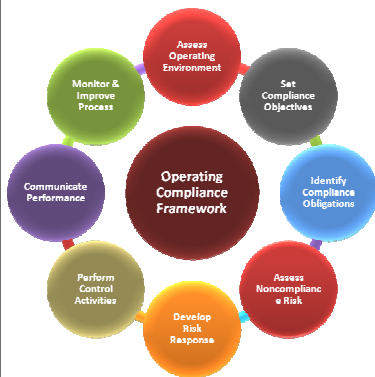 Assess
Operating
Environment
Set
Compliance
Objectives
Identify
Compliance
Obligations
Assess
Noncomplianc
e Risk
Develop
Risk
Response
Perform
Control
Activities
Communicate
Performance
Monitor &
Improve
Process
Operating
Compliance
Framework